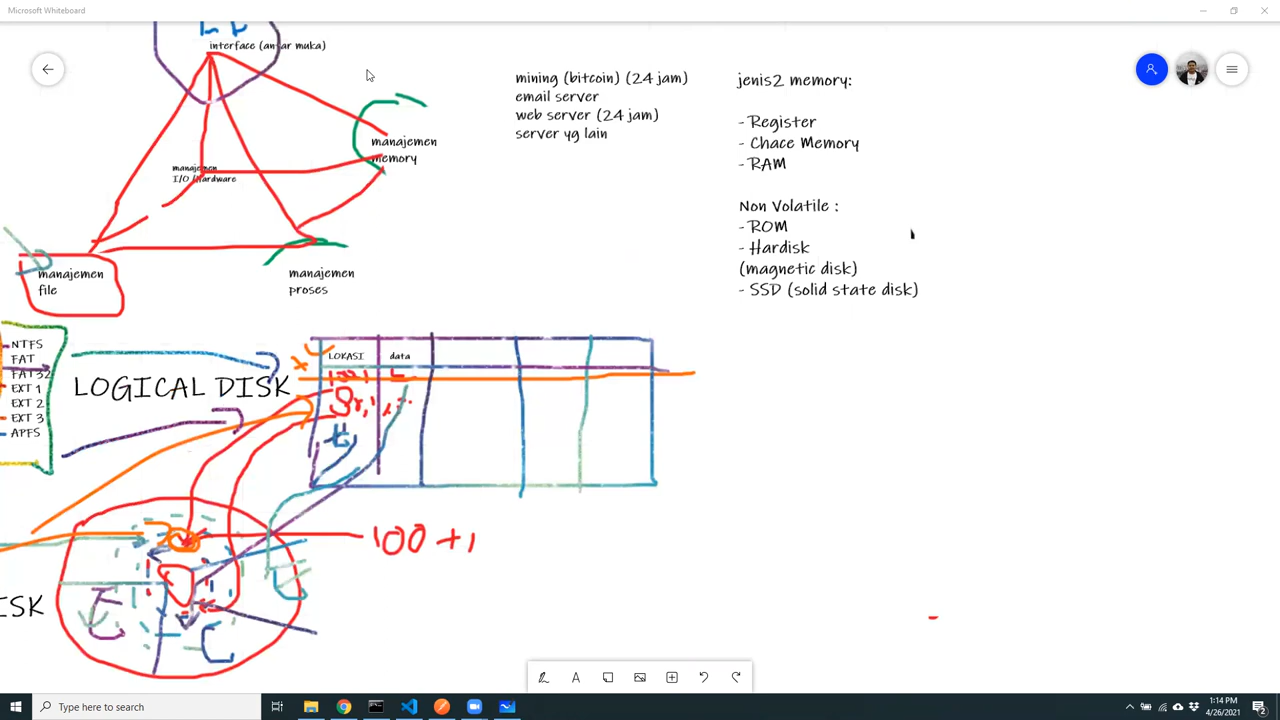 Microsoft Whiteboard
interface (antar muka)
manajemen
memory
manajemen
I/O /Hardware
manajemen
file
manajemen
proses
mining (bitcoin) (24 jam)
email server
web server (24 jam)
server yg lain
jenis2 memory:
- Register
- Chace Memory
- RAM
Non Volatile :
- ROM
- Hardisk
(magnetic disk)
- SSD (solid state disk)
NTFS
FAT
FAT32
EXT 1
EXT 2
EXT 3
APFS
LOGICAL DISK
LOKASI
data
100 +1
ISK
E
C
Type here to search
1:14 PM
4/26/2021
2